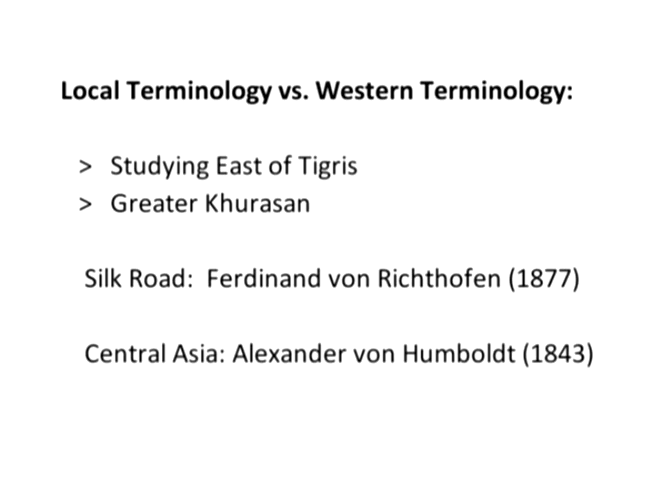 Local Terminology vs. Western Terminology:
> Studying East of Tigris
> Greater Khurasan
Silk Road: Ferdinand von Richthofen (1877)
Central Asia: Alexander von Humboldt (1843)